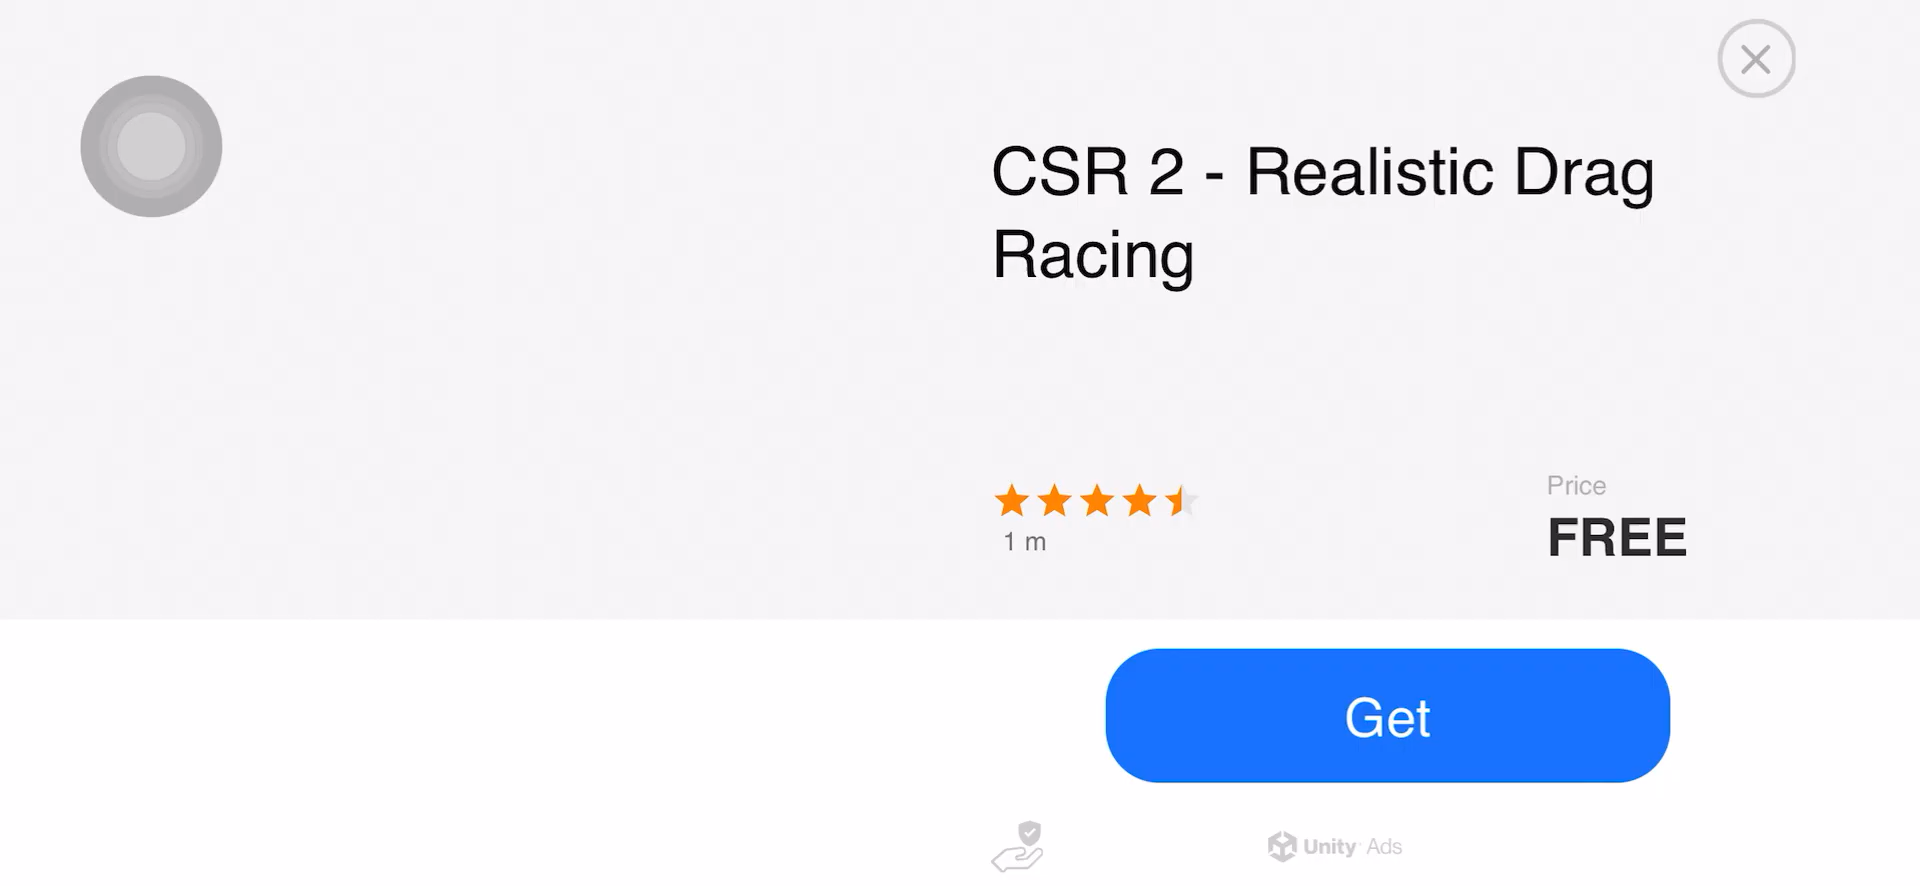 CSR 2 - Realistic Drag
Racing
1 m
Price
FREE
Get
Unity Ads